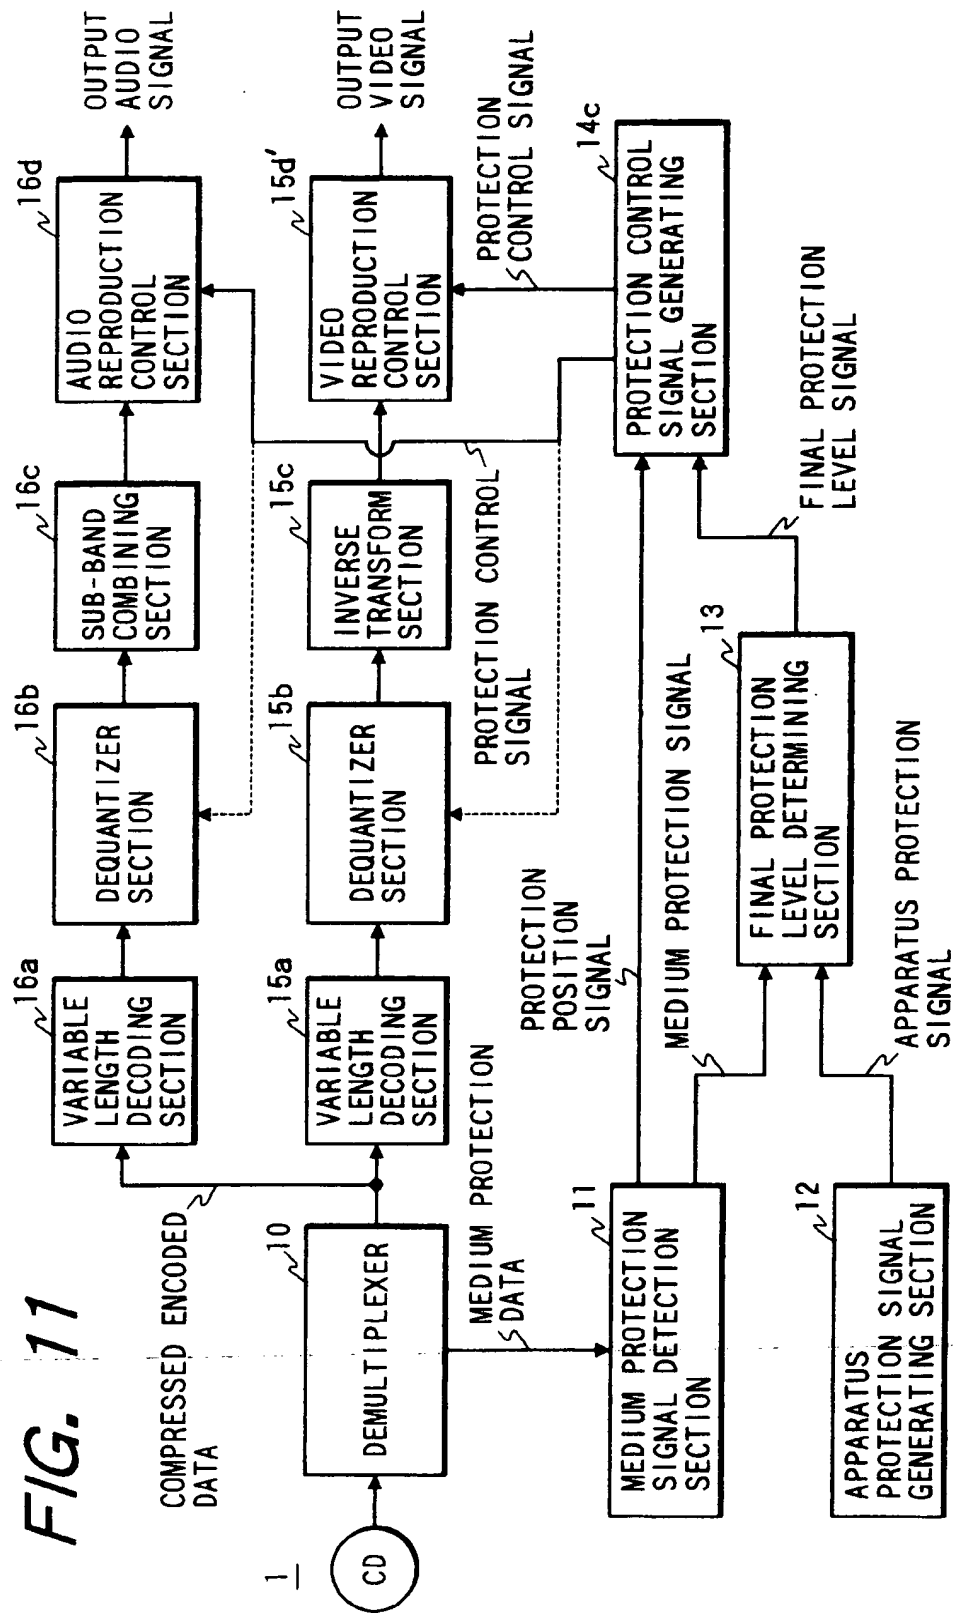 FIG. 11
1
CD
COMPRESSED ENCODED
DATA
10
DEMULTIPLEXER
MEDIUM PROTECTION
DATA
16a
VARIABLE
LENGTH
DECODING
SECTION
16b
DEQUANTIZER
SECTION
16c
SUB-BAND
COMBINING
SECTION
16d
AUDIO
REPRODUCTION
CONTROL
SECTION
OUTPUT
AUDIO
SIGNAL
15a
VARIABLE
LENGTH
DECODING
SECTION
15b
DEQUANTIZER
SECTION
15c
INVERSE
TRANSFORM
SECTION
15d'
VIDEO
REPRODUCTION
CONTROL
SECTION
OUTPUT
VIDEO
SIGNAL
PROTECTION CONTROL
SIGNAL
PROTECTION
CONTROL SIGNAL
11
MEDIUM PROTECTION
SIGNAL DETECTION
SECTION
PROTECTION
POSITION
SIGNAL
MEDIUM PROTECTION SIGNAL
14c
PROTECTION CONTROL
SIGNAL GENERATING
SECTION
12
APPARATUS
PROTECTION SIGNAL
GENERATING SECTION
APPARATUS PROTECTION
SIGNAL
13
FINAL PROTECTION
LEVEL DETERMINING
SECTION
FINAL PROTECTION
LEVEL SIGNAL